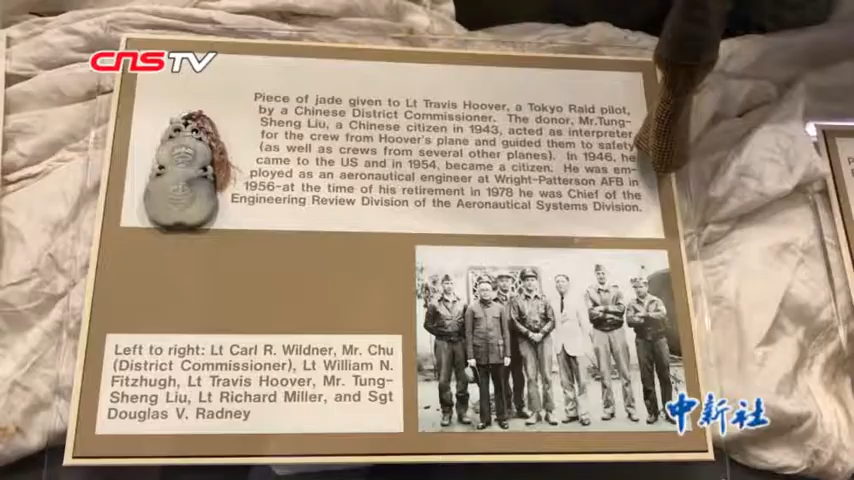 CNSTV
Piece of jade given to Lt Travis Hoover, a Tokyo Raid pilot,
by a Chinese District Commissioner. The donor, Mr. Tung-
Sheng Liu, a Chinese citizen in 1943, acted as interpreter
for the crew from Hoover's plane and guided them to safety
(as well as crews from several other planes). In 1946, he
came to the US and in 1954, became a citizen. He was em-
ployed as an aeronautical engineer at Wright-Patterson AFB in
1956-at the time of his retirement in 1978 he was Chief of the
Engineering Review Division of the Aeronautical Systems Division.
Left to right: Lt Carl R. Wildner, Mr. Chu
(District Commissioner), Lt William N.
Fitzhugh, Lt Travis Hoover, Mr. Tung-
Sheng Liu, Lt Richard Miller, and Sgt
Douglas V. Radney
中新社